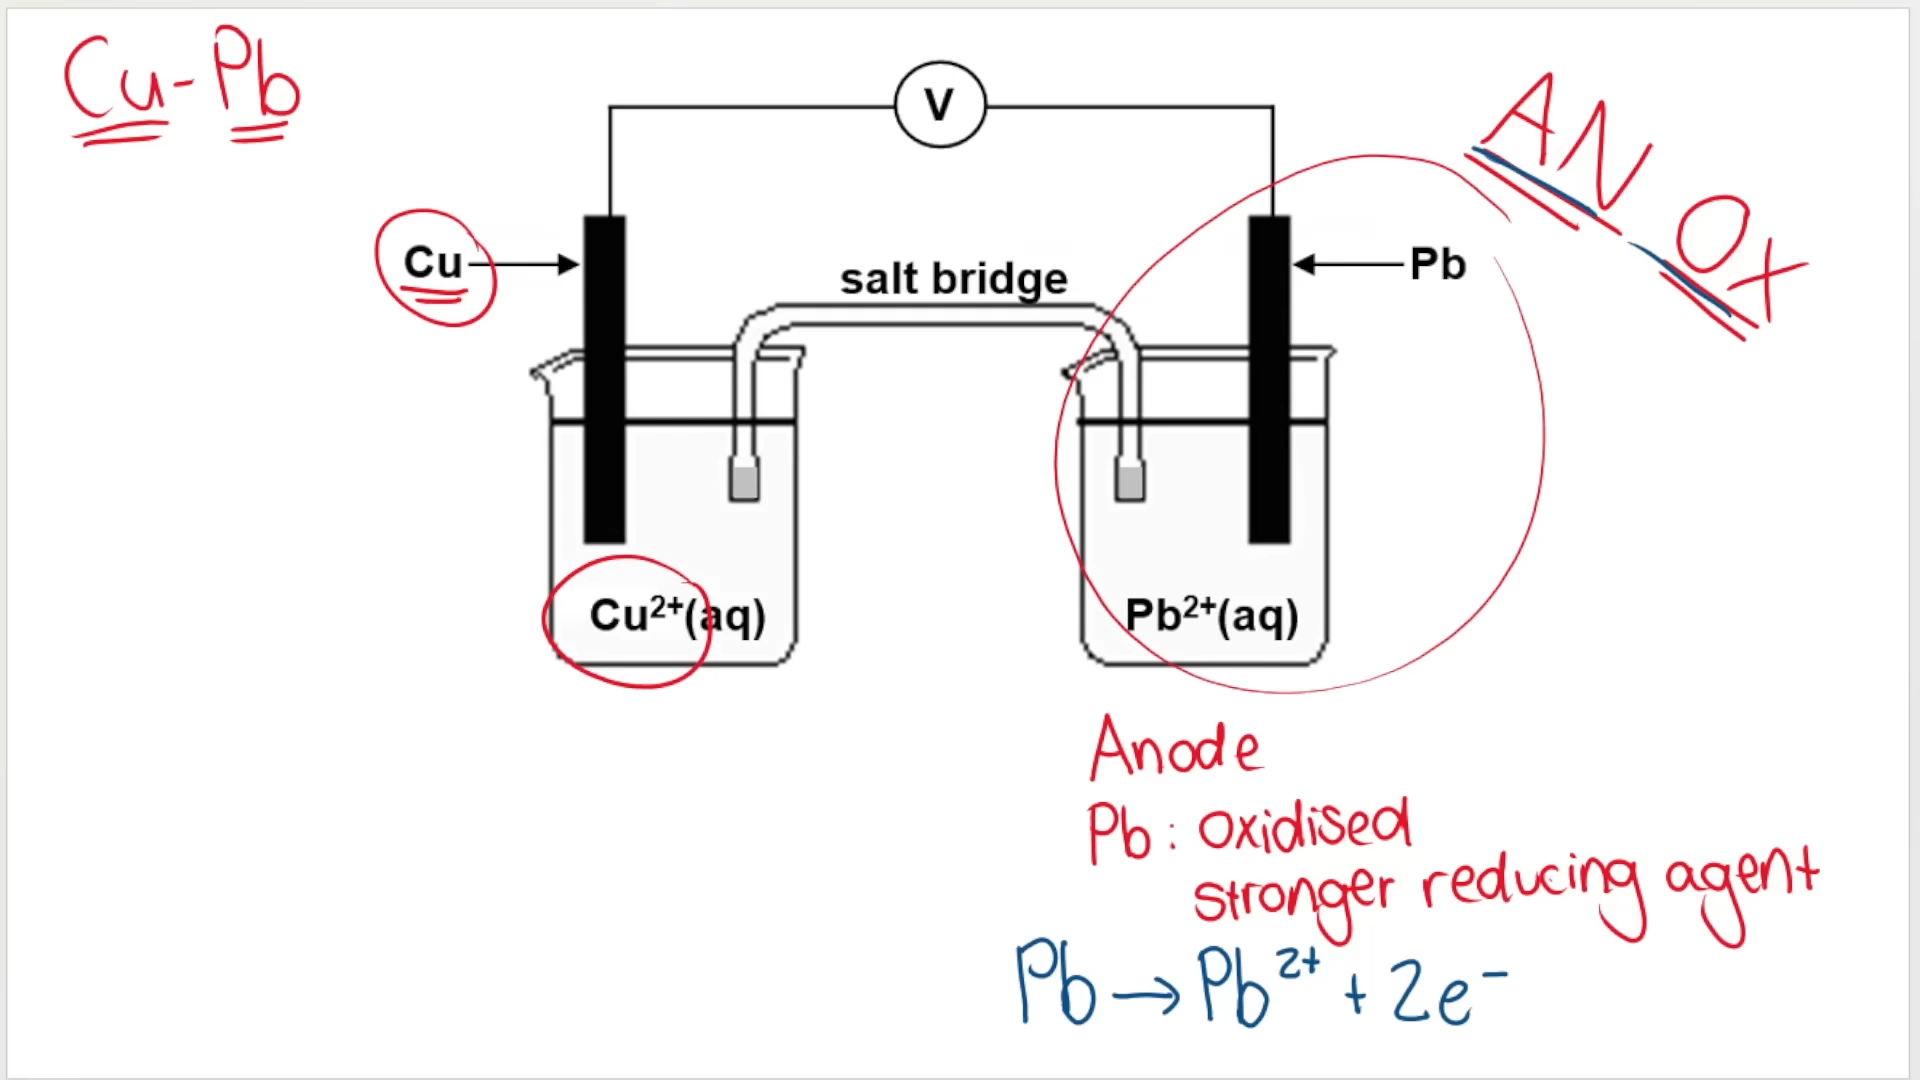 Cu-Pb
V
AN OX
Cu
salt bridge
Pb
Cu²⁺(aq)
Pb²⁺(aq)
Anode
Pb: oxidised
stronger reducing agent
Pb → Pb²⁺ + 2e⁻